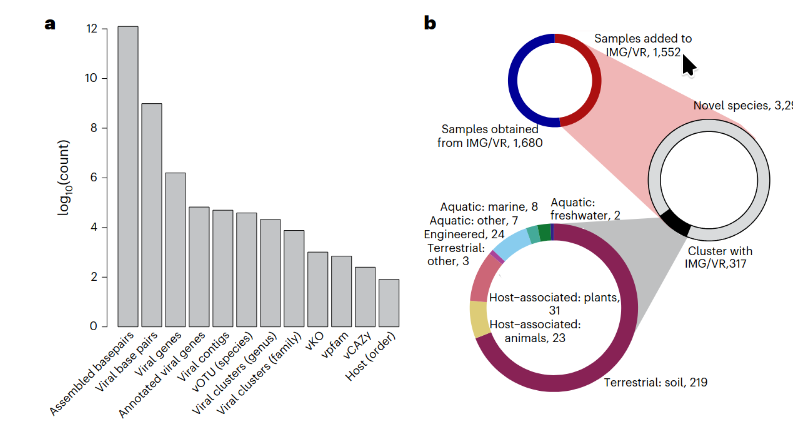 a
12
10
8
6
4
2
0
log10(count)
Assembled basepairs
Viral base pairs
Viral genes
Annotated viral genes
Viral contigs
vOTU (species)
Viral clusters (genus)
Viral clusters (family)
vKO
vpfam
vCAZy
Host (order)
b
Samples added to
IMG/VR, 1,552
Samples obtained
from IMG/VR, 1,680
Novel species, 3,29
Cluster with
IMG/VR,317
Aquatic: marine, 8
Aquatic: other, 7
Engineered, 24
Terrestrial:
other, 3
Aquatic:
freshwater, 2
Host-associated: plants,
31
Host-associated:
animals, 23
Terrestrial: soil, 219